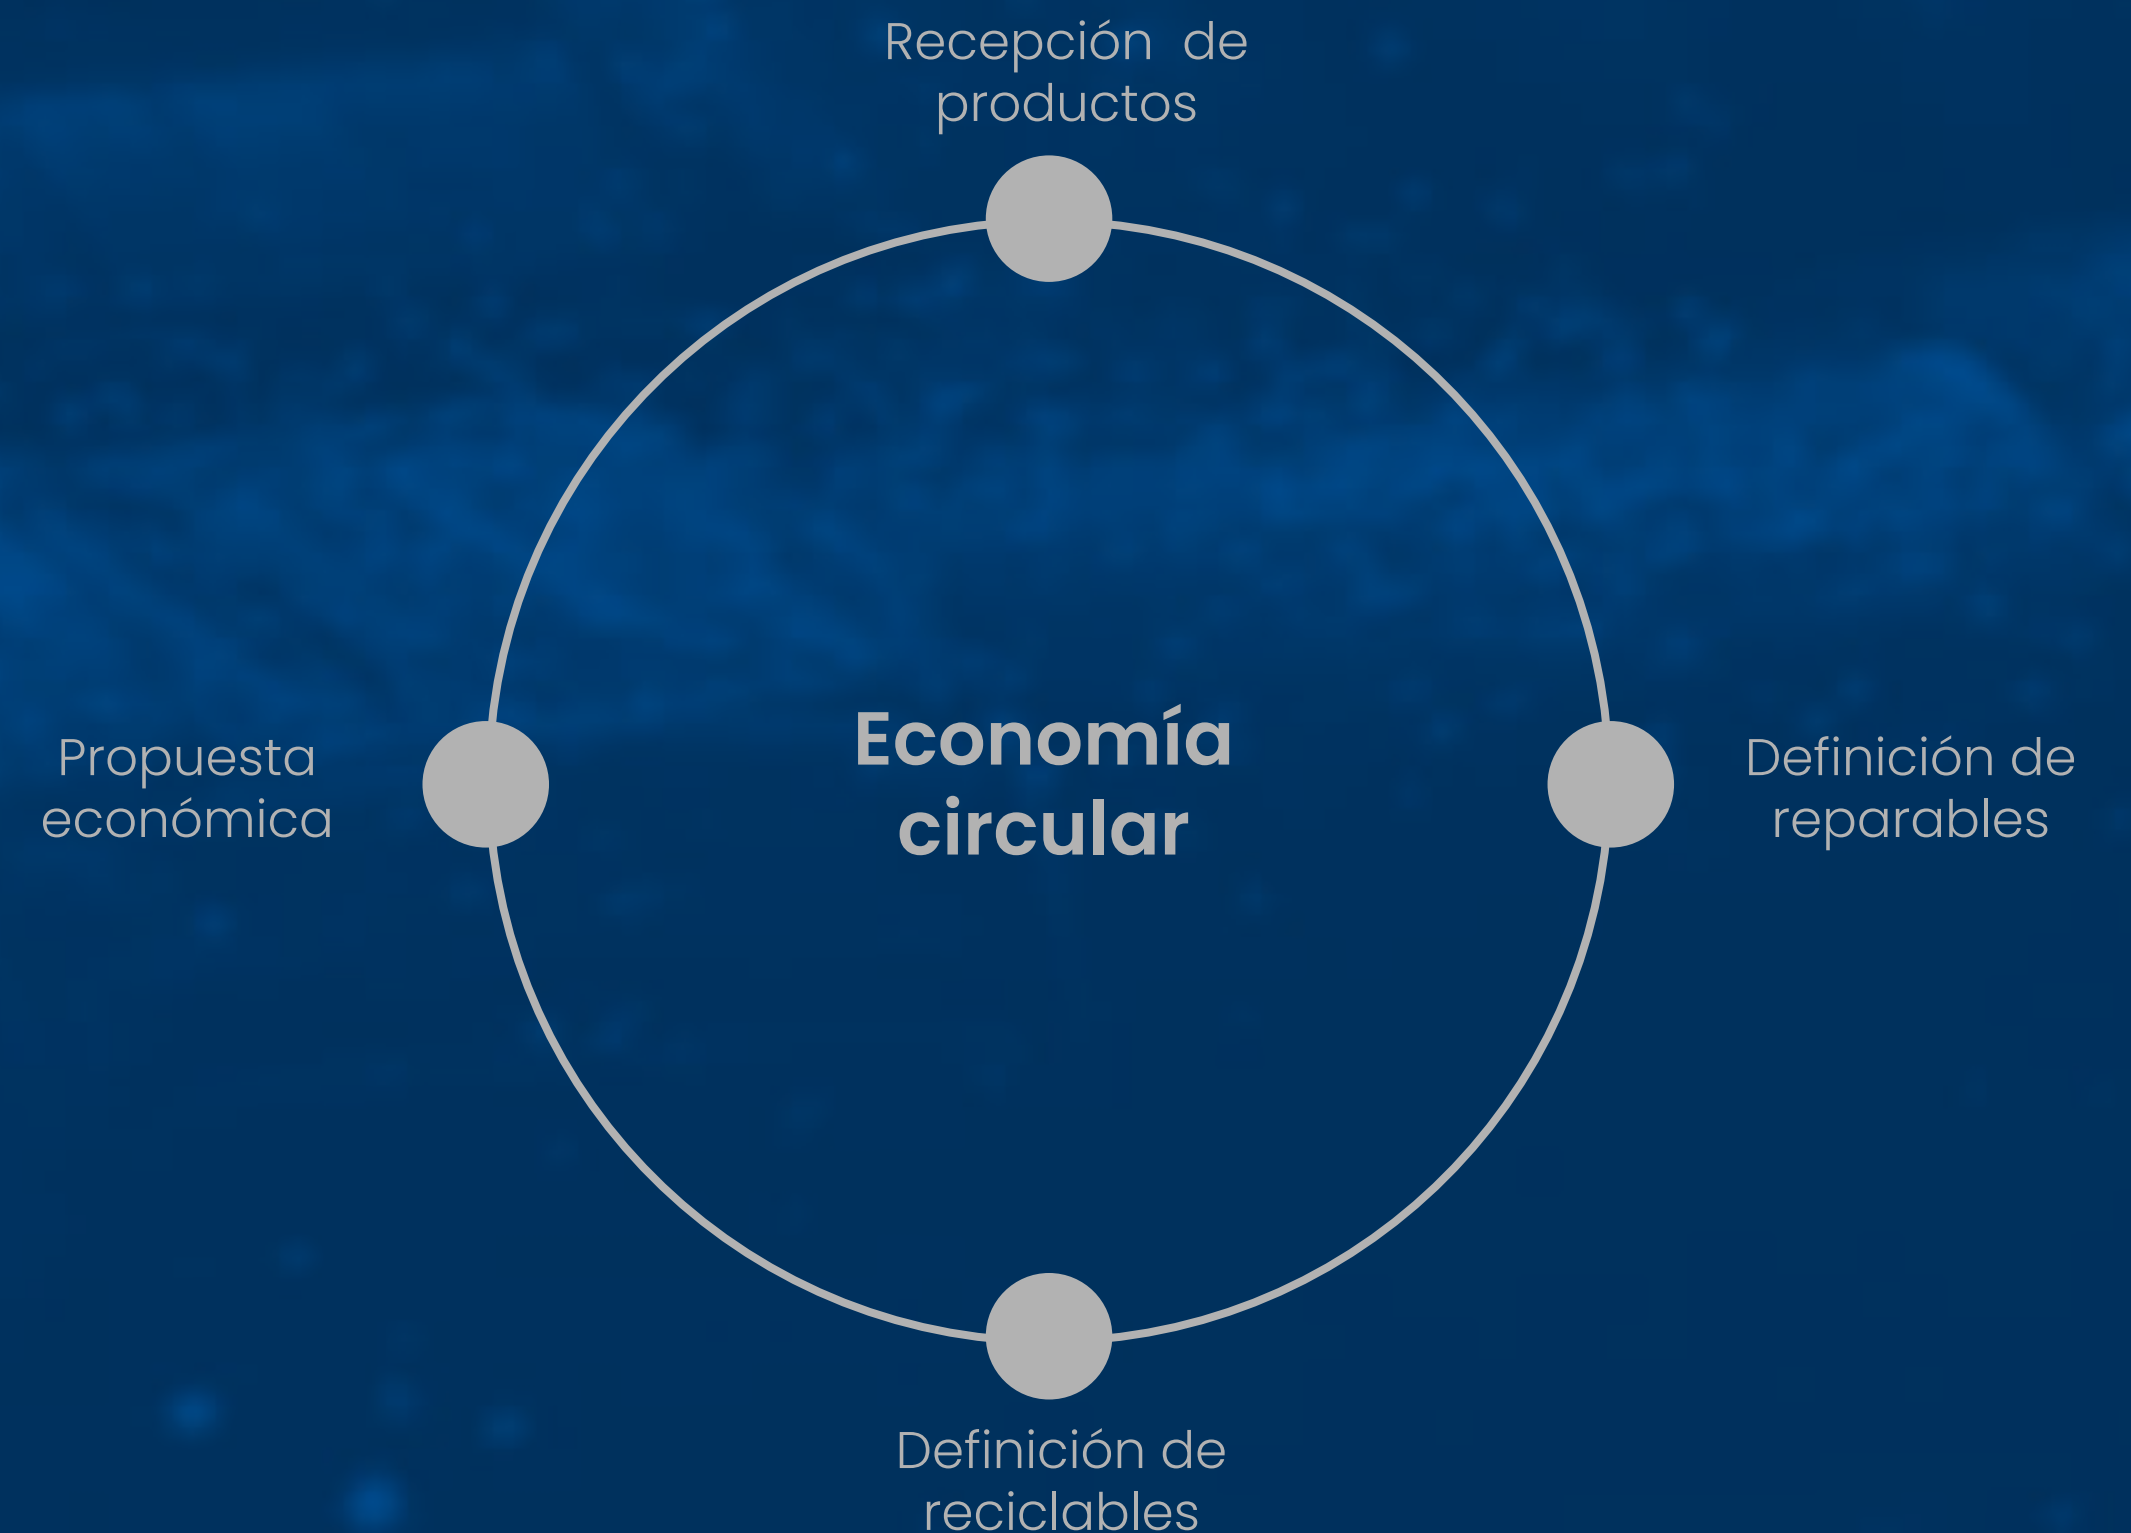 Recepción de
productos
Economía
circular
Propuesta
económica
Definición de
reparables
Definición de
reciclables